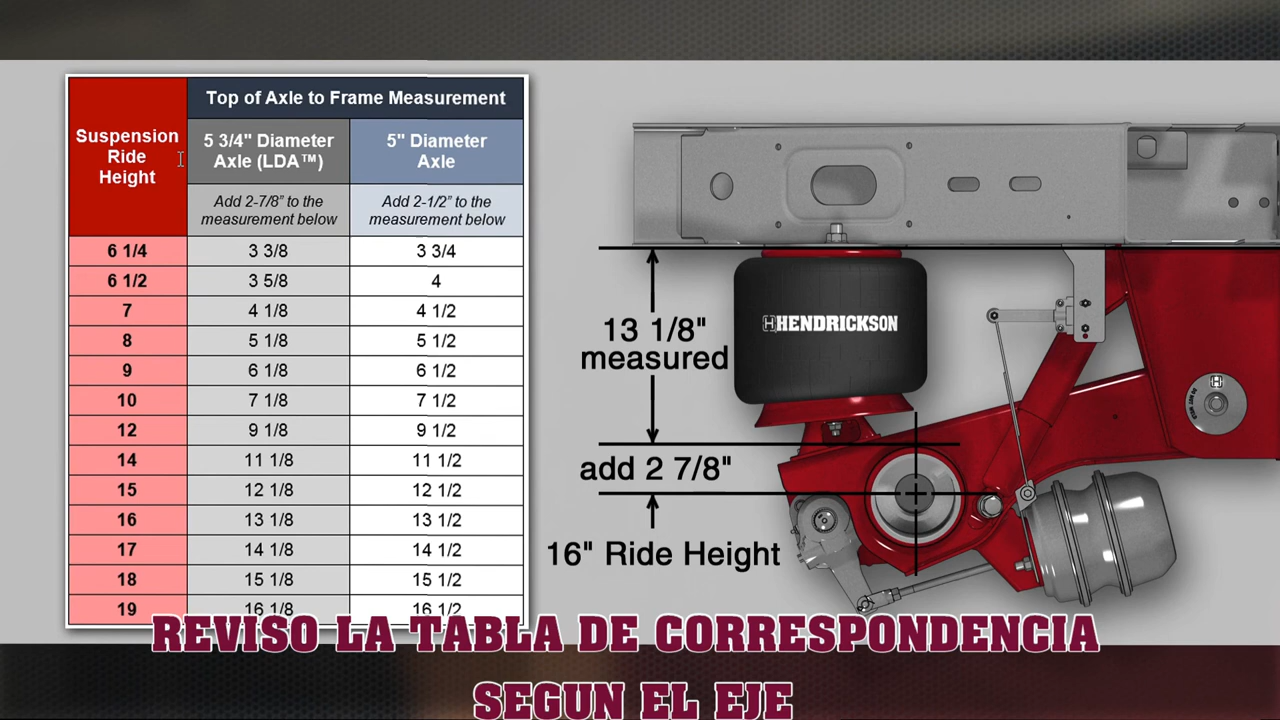 Top of Axle to Frame Measurement
Suspension
Ride
Height
5 3/4" Diameter
Axle (LDA™)
5" Diameter
Axle
Add 2-7/8" to the
measurement below
Add 2-1/2" to the
measurement below
6 1/4 3 3/8 3 3/4
6 1/2 3 5/8 4
7 4 1/8 4 1/2
8 5 1/8 5 1/2
9 6 1/8 6 1/2
10 7 1/8 7 1/2
12 9 1/8 9 1/2
14 11 1/8 11 1/2
15 12 1/8 12 1/2
16 13 1/8 13 1/2
17 14 1/8 14 1/2
18 15 1/8 15 1/2
19 16 1/8 16 1/2
HENDRICKSON
13 1/8"
measured
add 2 7/8"
16" Ride Height
REVISO LA TABLA DE CORRESPONDENCIA
SEGUN EL EJE